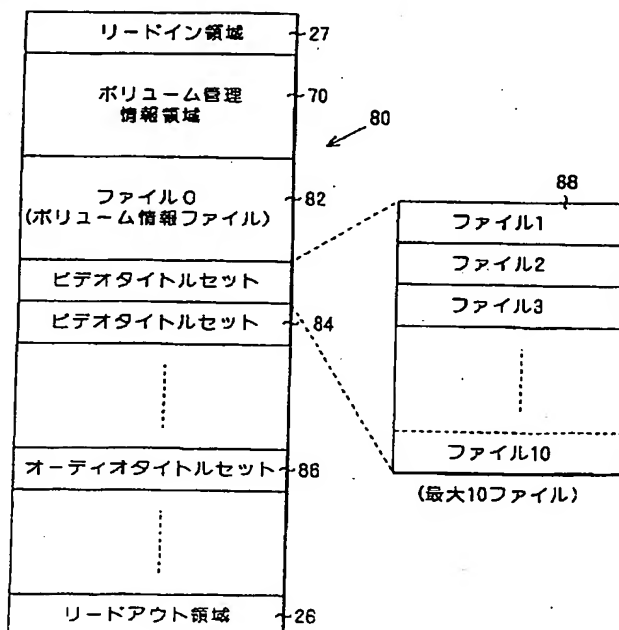 リードイン領域
27
ボリューム管理
情報領域
70
80
ファイル0
(ボリューム情報ファイル)
82
ビデオタイトルセット
ビデオタイトルセット
84
オーディオタイトルセット
86
リードアウト領域
26
88
ファイル1
ファイル2
ファイル3
ファイル10
(最大10ファイル)